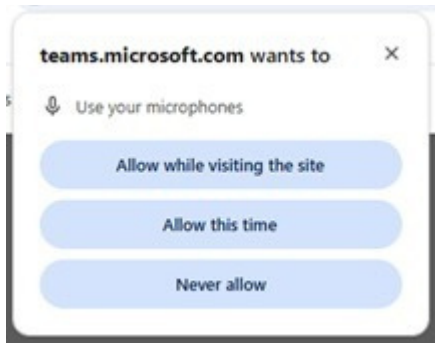 teams.microsoft.com wants to
Use your microphones
Allow while visiting the site
Allow this time
Never allow